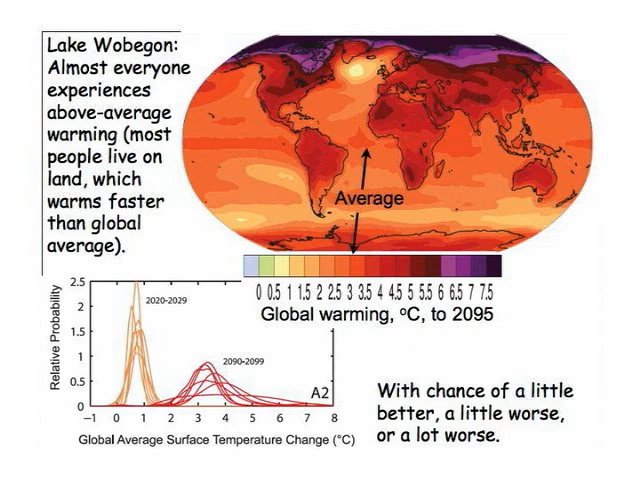 Lake Wobegon:
Almost everyone
experiences
above-average
warming (most
people live on
land, which
warms faster
than global
average).
Average
0 0.5 1 1.5 2 2.5 3 3.5 4 4.5 5 5.5 6 6.5 7 7.5
Global warming, ºC, to 2095
Relative Probability
2.5
2
1.5
1
0.5
0
2020-2029
2090-2099
A2
−1 0 1 2 3 4 5 6 7 8
Global Average Surface Temperature Change (°C)
With chance of a little
better, a little worse,
or a lot worse.